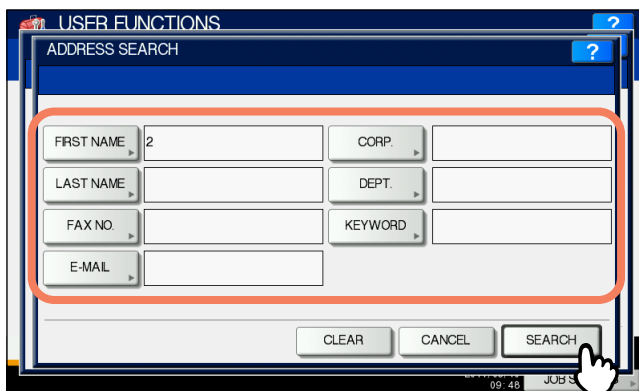 USER FUNCTIONS ?
ADDRESS SEARCH ?
FIRST NAME 2 CORP.
LAST NAME DEPT.
FAX NO. KEYWORD
E-MAIL
CLEAR CANCEL SEARCH
09:48 JOB S